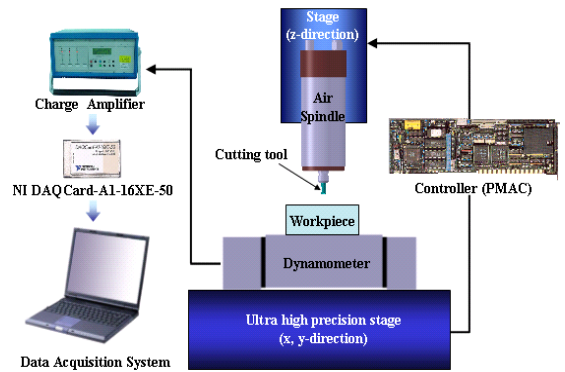 Stage
(z-direction)
Air
Spindle
Charge Amplifier
Cutting tool
NI DAQCard-A1-16XE-50
Controller (PMAC)
Workpiece
Dynamometer
Ultra high precision stage
(x, y-direction)
Data Acquisition System